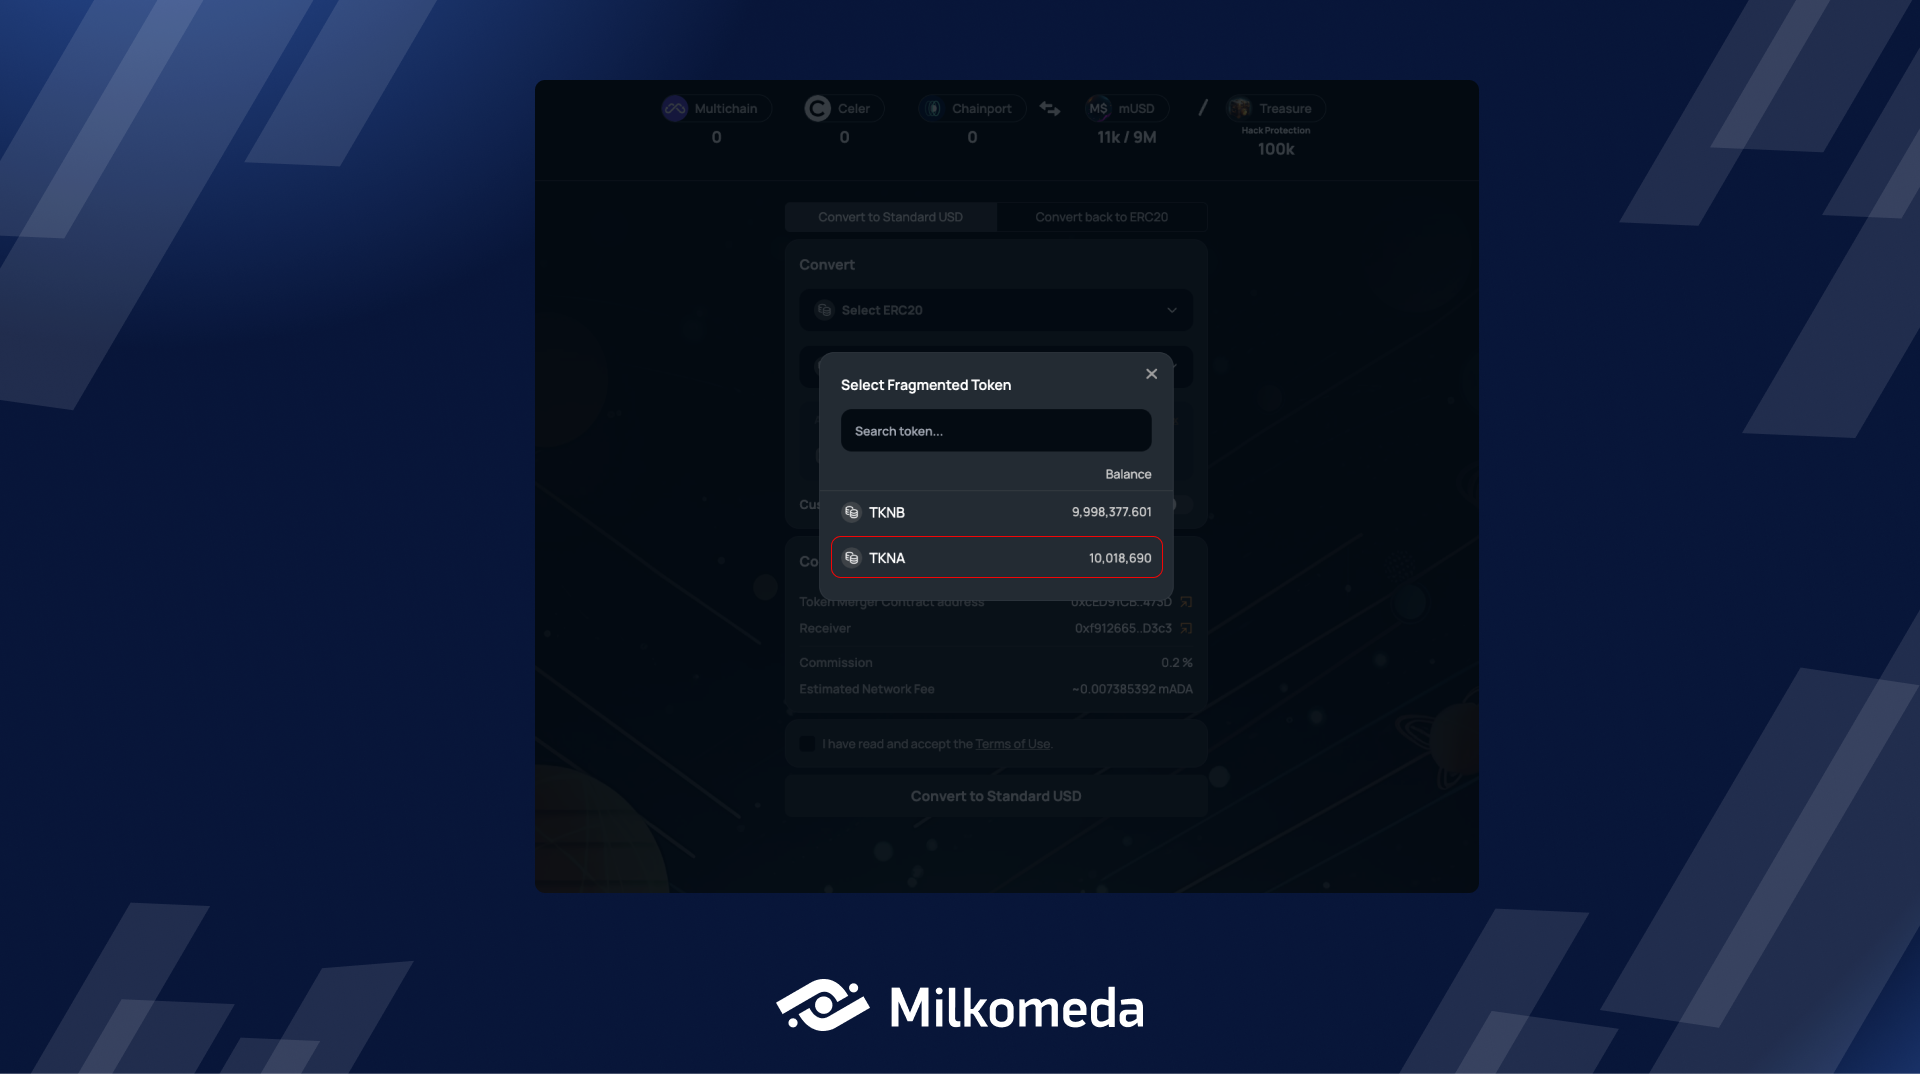 Multichain Celer Chainport M$ mUSD / Treasure
Hack Protection
0 0 0 11k / 9M 100k
Convert to Standard USD Convert back to ERC20
Convert
Select ERC20
Select Fragmented Token
Search token...
Balance
TKNB 9,998,377.601
TKNA 10,018,690
Token Merger Contract address 0xcED91CB..473D
Receiver 0xf912665..D3c3
Commission 0.2 %
Estimated Network Fee ~0.007385392 mADA
I have read and accept the Terms of Use.
Convert to Standard USD
Milkomeda